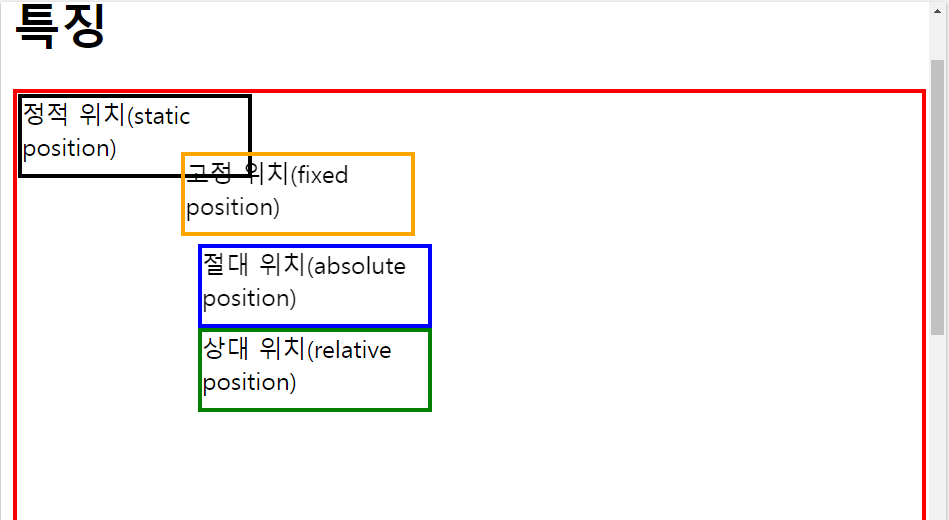 특징
정적 위치(static
position)
고정 위치(fixed
position)
절대 위치(absolute
position)
상대 위치(relative
position)